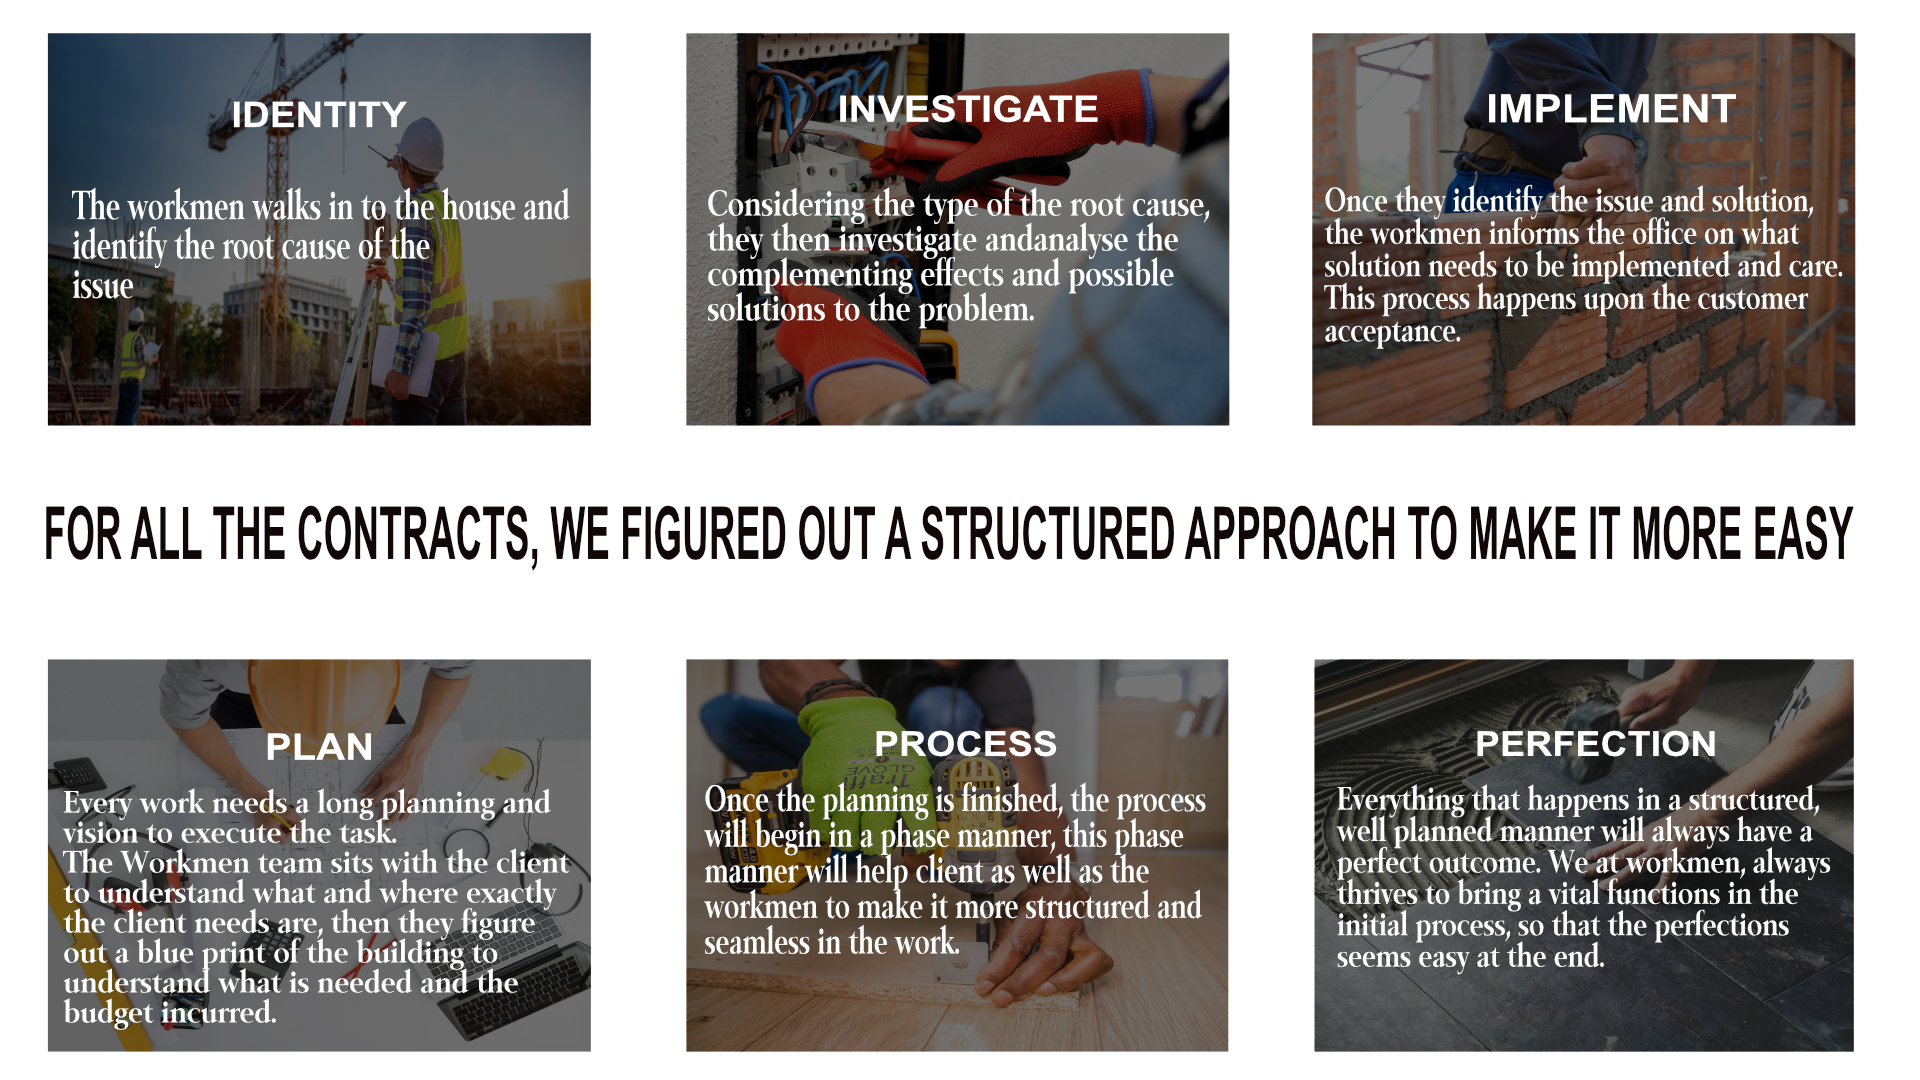 IDENTITY
The workmen walks in to the house and
identify the root cause of the
issue
INVESTIGATE
Considering the type of the root cause,
they then investigate andanalyse the
complementing effects and possible
solutions to the problem.
IMPLEMENT
Once they identify the issue and solution,
the workmen informs the office on what
solution needs to be implemented and care.
This process happens upon the customer
acceptance.
FOR ALL THE CONTRACTS, WE FIGURED OUT A STRUCTURED APPROACH TO MAKE IT MORE EASY
PLAN
Every work needs a long planning and
vision to execute the task.
The Workmen team sits with the client
to understand what and where exactly
the client needs are, then they figure
out a blue print of the building to
understand what is needed and the
budget incurred.
PROCESS
Once the planning is finished, the process
will begin in a phase manner, this phase
manner will help client as well as the
workmen to make it more structured and
seamless in the work.
PERFECTION
Everything that happens in a structured,
well planned manner will always have a
perfect outcome. We at workmen, always
thrives to bring a vital functions in the
initial process, so that the perfections
seems easy at the end.